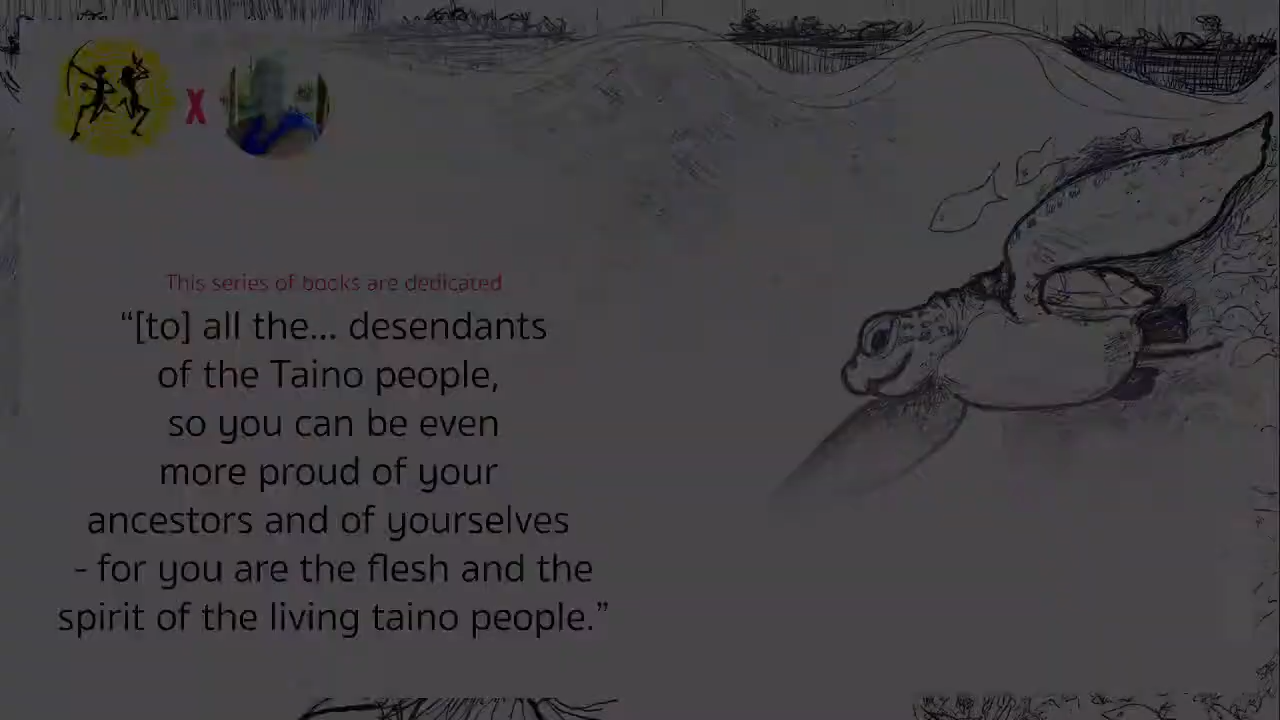 X
This series of books are dedicated
“[to] all the... desendants
of the Taino people,
so you can be even
more proud of your
ancestors and of yourselves
- for you are the flesh and the
spirit of the living taino people.”